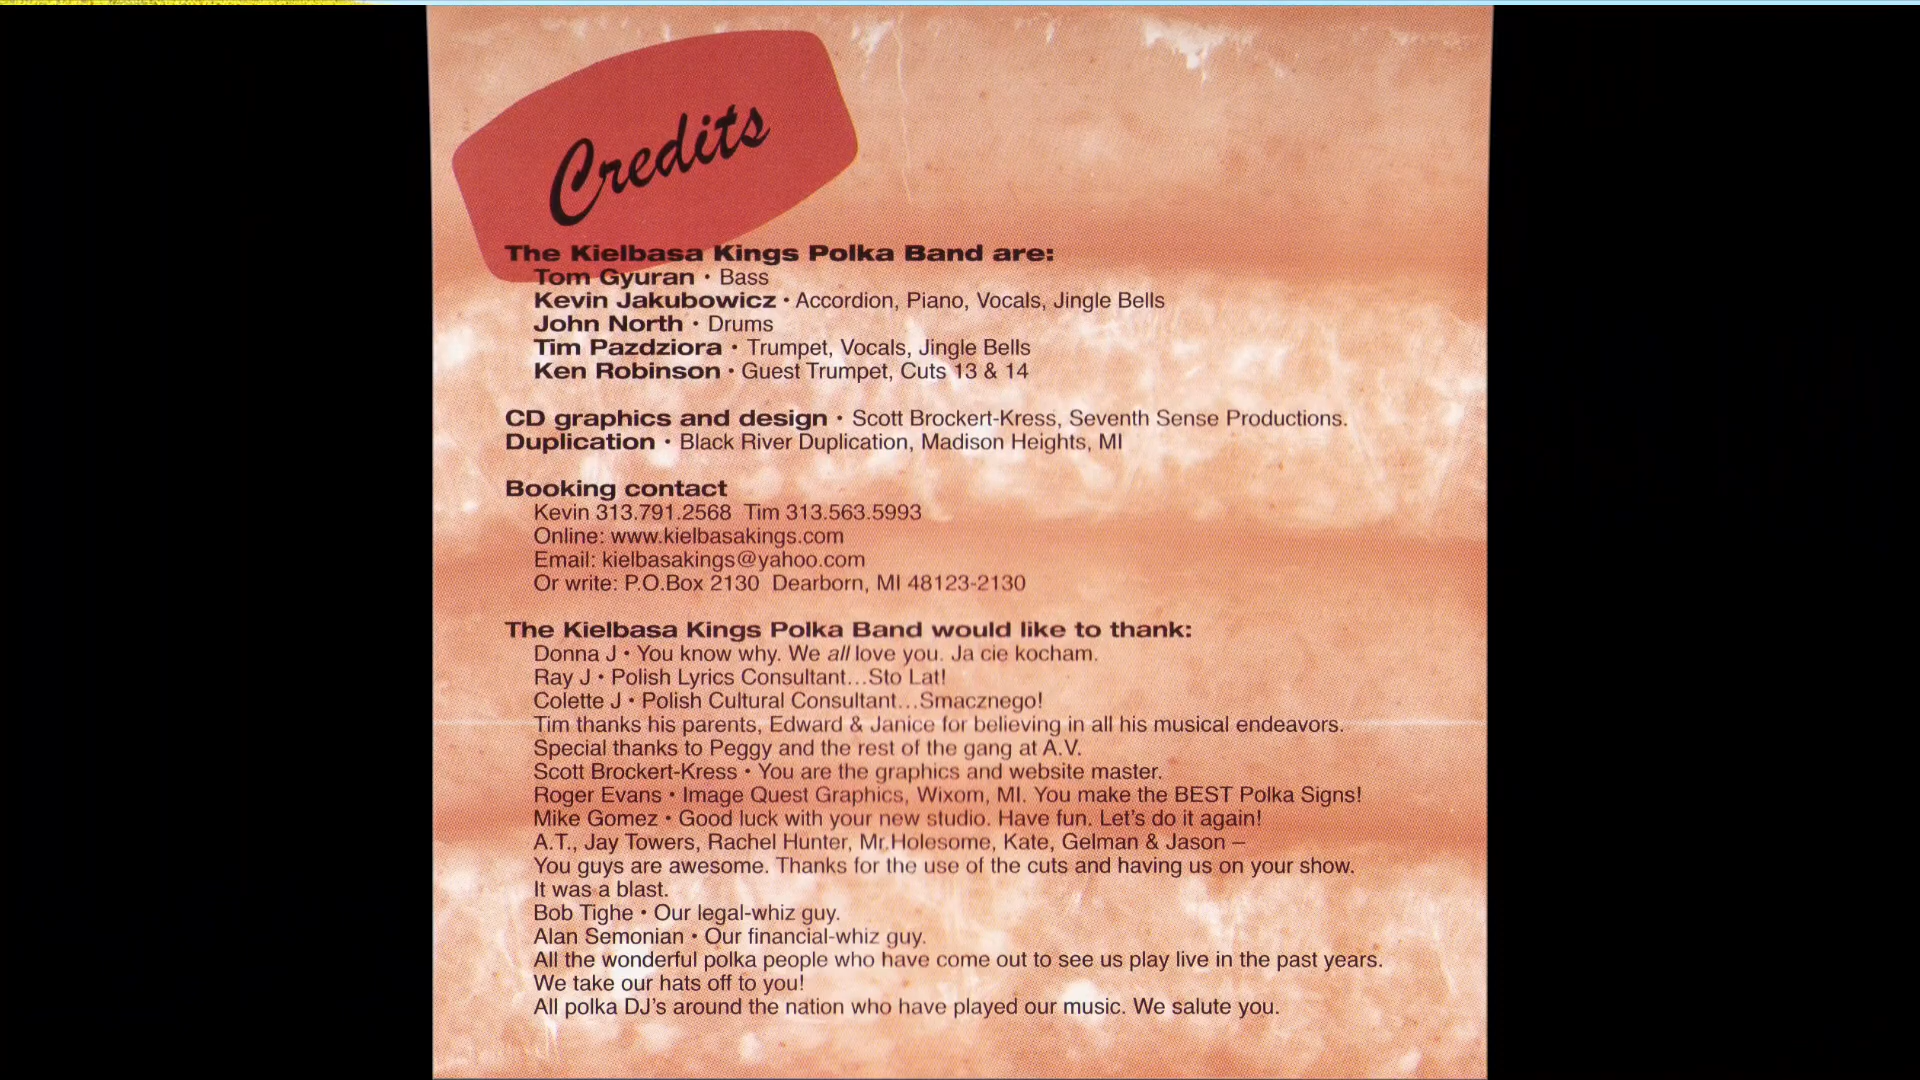 Credits
The Kielbasa Kings Polka Band are:
Tom Gyuran • Bass
Kevin Jakubowicz • Accordion, Piano, Vocals, Jingle Bells
John North • Drums
Tim Pazdziora • Trumpet, Vocals, Jingle Bells
Ken Robinson • Guest Trumpet, Cuts 13 & 14
CD graphics and design • Scott Brockert-Kress, Seventh Sense Productions.
Duplication • Black River Duplication, Madison Heights, MI
Booking contact
Kevin 313.791.2568 Tim 313.563.5993
Online: www.kielbasakings.com
Email: kielbasakings@yahoo.com
Or write: P.O.Box 2130 Dearborn, MI 48123-2130
The Kielbasa Kings Polka Band would like to thank:
Donna J • You know why. We all love you. Ja cie kocham.
Ray J • Polish Lyrics Consultant...Sto Lat!
Colette J • Polish Cultural Consultant...Smacznego!
Tim thanks his parents, Edward & Janice for believing in all his musical endeavors.
Special thanks to Peggy and the rest of the gang at A.V.
Scott Brockert-Kress • You are the graphics and website master.
Roger Evans • Image Quest Graphics, Wixom, MI. You make the BEST Polka Signs!
Mike Gomez • Good luck with your new studio. Have fun. Let's do it again!
A.T., Jay Towers, Rachel Hunter, Mr.Holesome, Kate, Gelman & Jason –
You guys are awesome. Thanks for the use of the cuts and having us on your show.
It was a blast.
Bob Tighe • Our legal-whiz guy.
Alan Semonian • Our financial-whiz guy.
All the wonderful polka people who have come out to see us play live in the past years.
We take our hats off to you!
All polka DJ's around the nation who have played our music. We salute you.